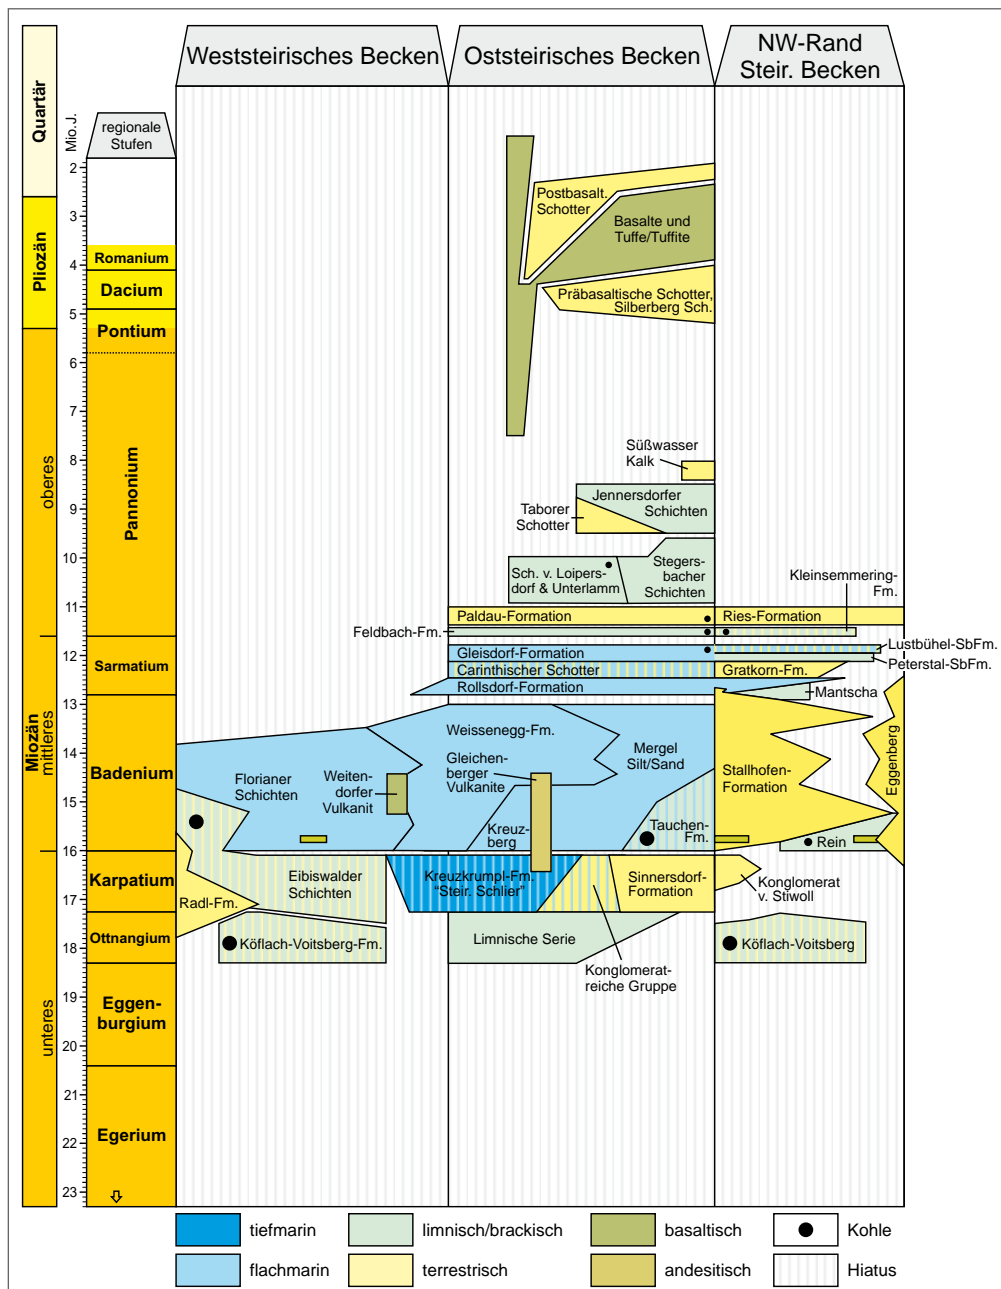 Weststeirisches Becken
Oststeirisches Becken
NW-Rand
Steir. Becken
Quartär
Pliozän
Miozän
oberes
mittleres
unteres
Mio.J.
regionale
Stufen
2
3
4
5
6
7
8
9
10
11
12
13
14
15
16
17
18
19
20
21
22
23
Romanium
Dacium
Pontium
Pannonium
Sarmatium
Badenium
Karpatium
Ottnangium
Eggen-
burgium
Egerium
Postbasalt.
Schotter
Basalte und
Tuffe/Tuffite
Präbasaltische Schotter,
Silberberg Sch.
Süßwasser
Kalk
Jennersdorfer
Schichten
Taborer
Schotter
Sch. v. Loipers-
dorf & Unterlamm
Stegers-
bacher
Schichten
Kleinsemmering-
Fm.
Paldau-Formation
Ries-Formation
Feldbach-Fm.
Gleisdorf-Formation
Lustbühel-SbFm.
Carinthischer Schotter
Gratkorn-Fm.
Peterstal-SbFm.
Rollsdorf-Formation
Mantscha
Weissenegg-Fm.
Florianer
Schichten
Weiten-
dorfer
Vulkanit
Gleichen-
berger
Vulkanite
Mergel
Silt/Sand
Kreuz-
berg
Tauchen-
Fm.
Stallhofen-
Formation
Eggenberg
Rein
Eibiswalder
Schichten
Radl-Fm.
Kreuzkrumpl-Fm.
"Steir. Schlier"
Sinnersdorf-
Formation
Konglomerat
v. Stiwoll
Köflach-Voitsberg-Fm.
Limnische Serie
Konglomerat-
reiche Gruppe
Köflach-Voitsberg
tiefmarin
limnisch/brackisch
basaltisch
Kohle
flachmarin
terrestrisch
andesitisch
Hiatus